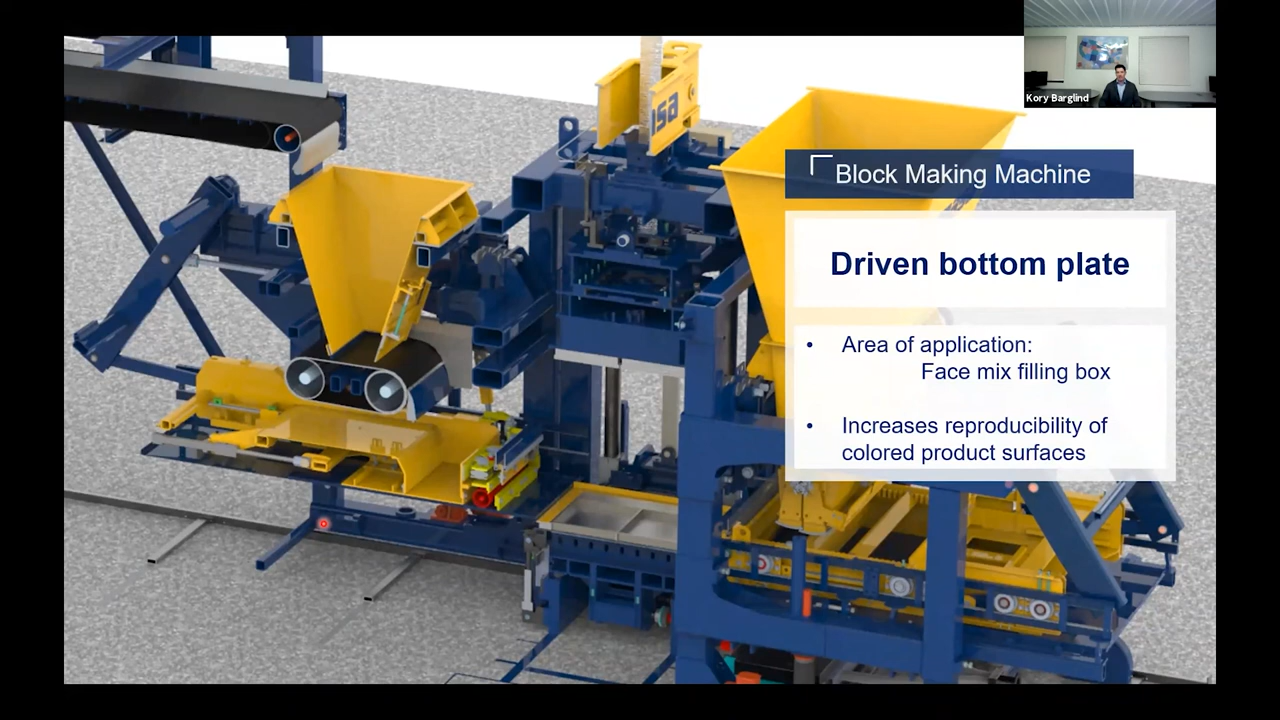 Kory Barglind
Block Making Machine
Driven bottom plate
• Area of application:
Face mix filling box
• Increases reproducibility of
colored product surfaces